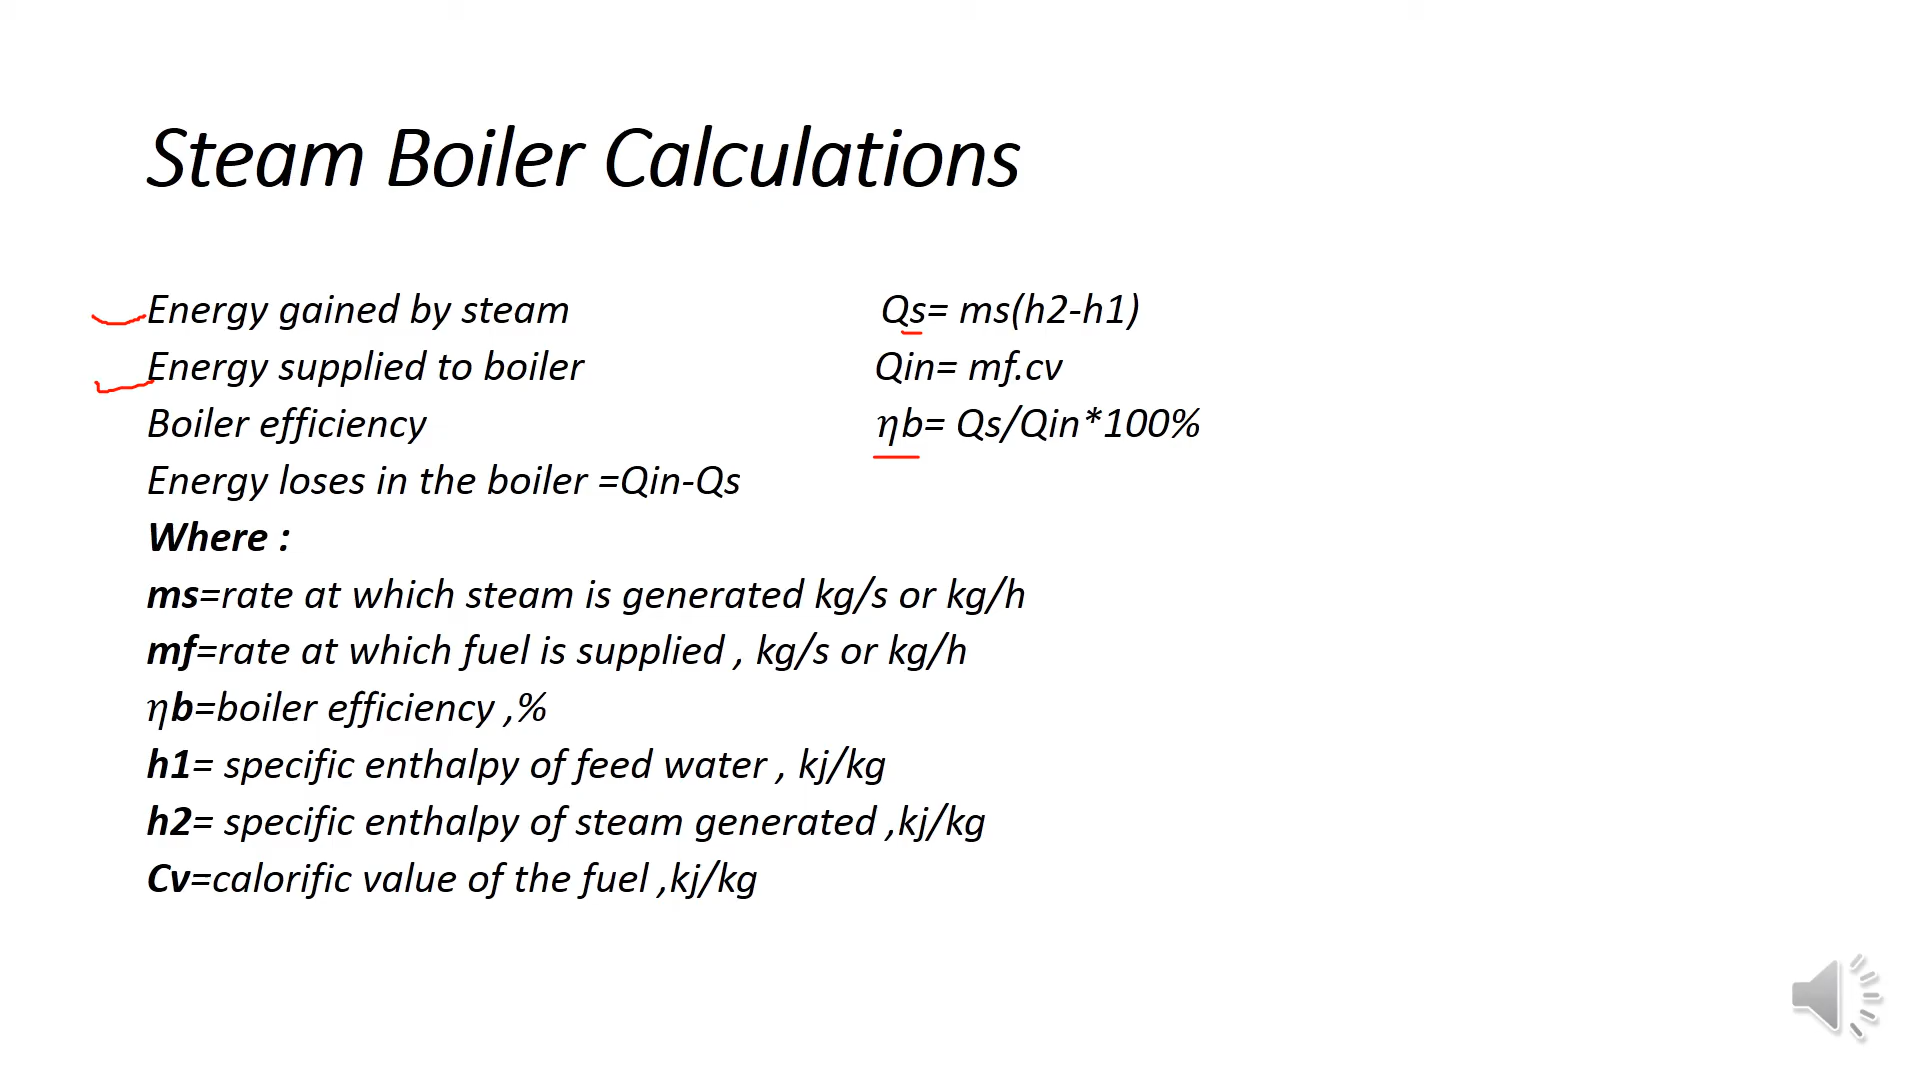 Steam Boiler Calculations
Energy gained by steam Qs= ms(h2-h1)
Energy supplied to boiler Qin= mf.cv
Boiler efficiency ηb= Qs/Qin*100%
Energy loses in the boiler =Qin-Qs
Where :
ms=rate at which steam is generated kg/s or kg/h
mf=rate at which fuel is supplied , kg/s or kg/h
ηb=boiler efficiency ,%
h1= specific enthalpy of feed water , kj/kg
h2= specific enthalpy of steam generated ,kj/kg
Cv=calorific value of the fuel ,kj/kg